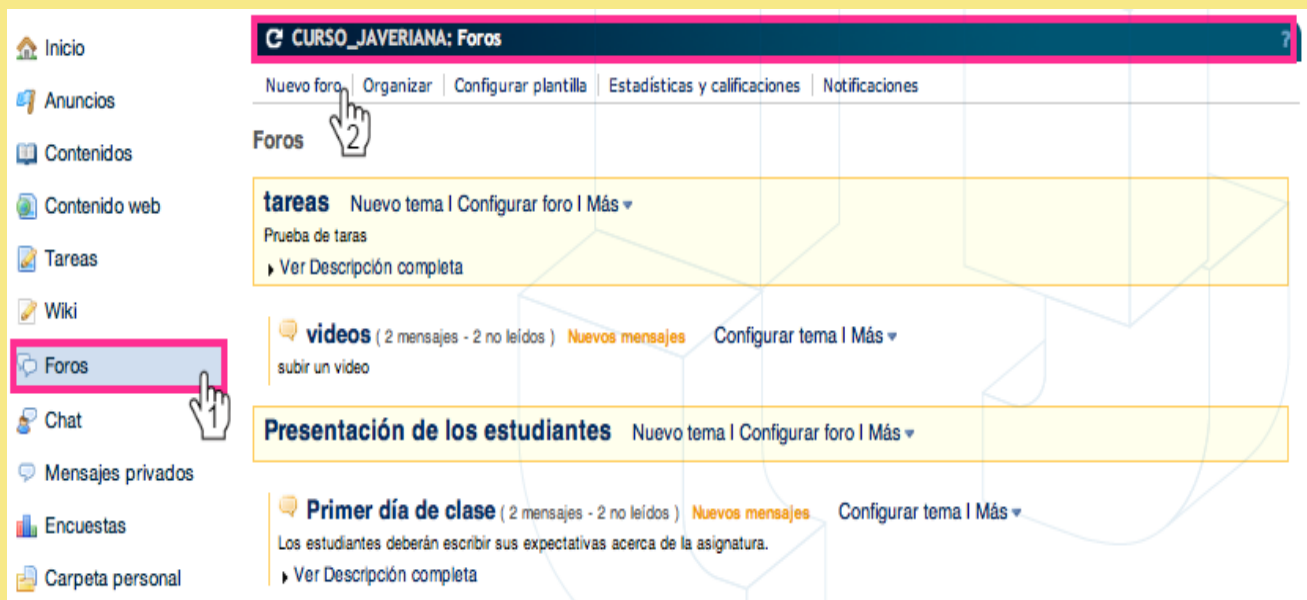 Inicio
Anuncios
Contenidos
Contenido web
Tareas
Wiki
Foros
1
Chat
Mensajes privados
Encuestas
Carpeta personal
CURSO_JAVERIANA: Foros ?
Nuevo foro | Organizar | Configurar plantilla | Estadísticas y calificaciones | Notificaciones
2
Foros
tareas Nuevo tema | Configurar foro | Más
Prueba de taras
Ver Descripción completa
videos ( 2 mensajes - 2 no leídos ) Nuevos mensajes Configurar tema | Más
subir un video
Presentación de los estudiantes Nuevo tema | Configurar foro | Más
Primer día de clase ( 2 mensajes - 2 no leídos ) Nuevos mensajes Configurar tema | Más
Los estudiantes deberán escribir sus expectativas acerca de la asignatura.
Ver Descripción completa